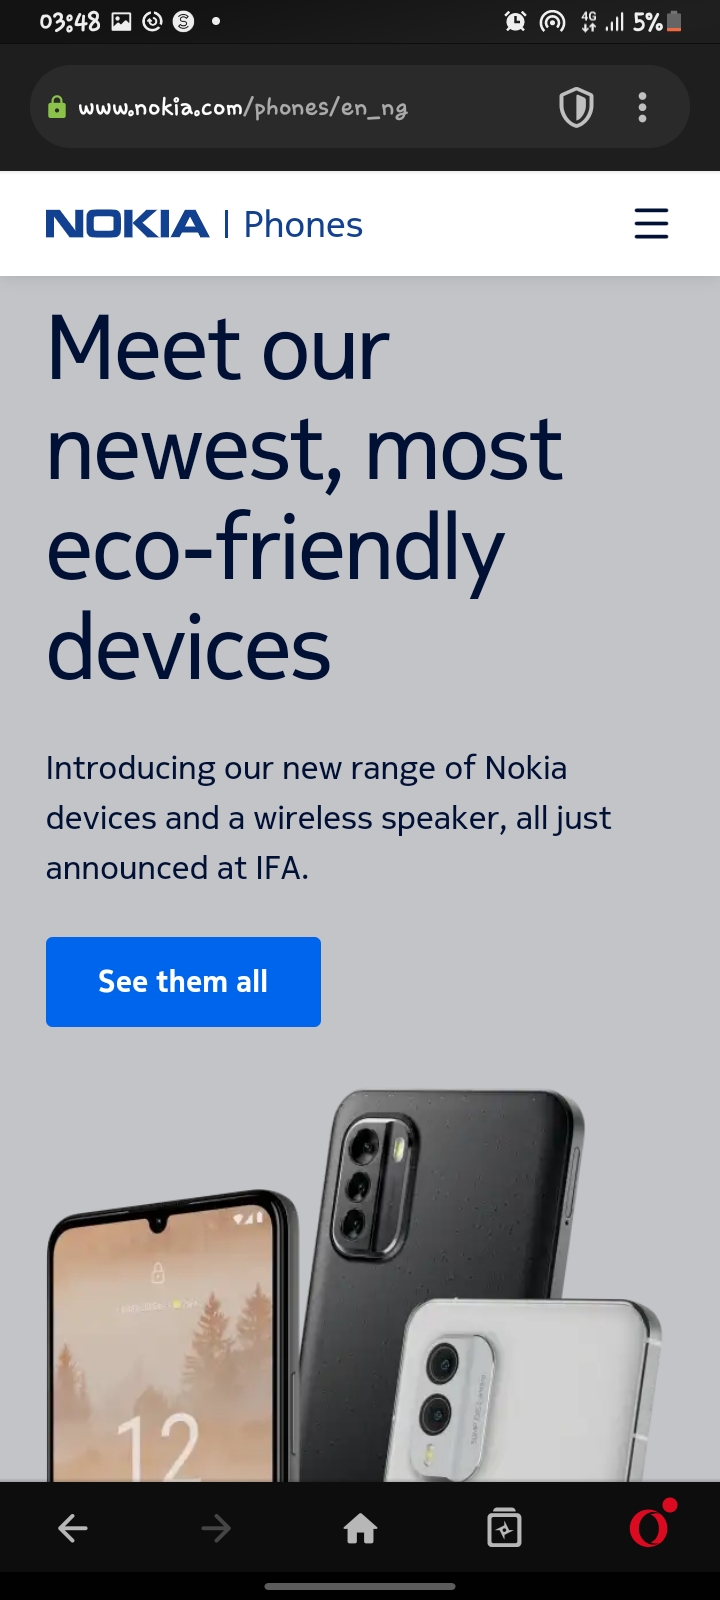 03:48
4G
5%
www.nokia.com/phones/en_ng
NOKIA | Phones
Meet our
newest, most
eco-friendly
devices
Introducing our new range of Nokia
devices and a wireless speaker, all just
announced at IFA.
See them all
12